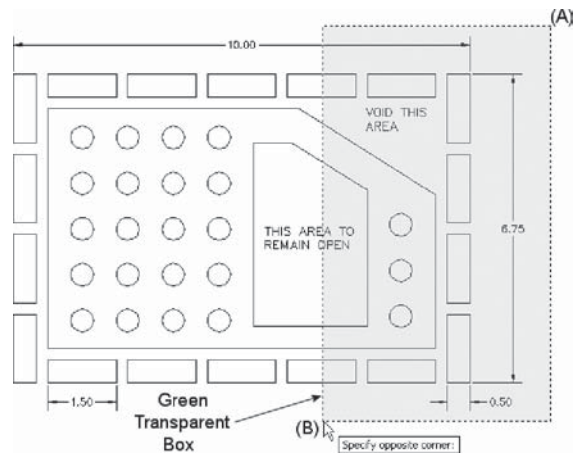 (A)
10.00
VOID THIS
AREA
THIS AREA TO
REMAIN OPEN
6.75
1.50
Green
Transparent
Box
(B)
0.50
Specify opposite corner: